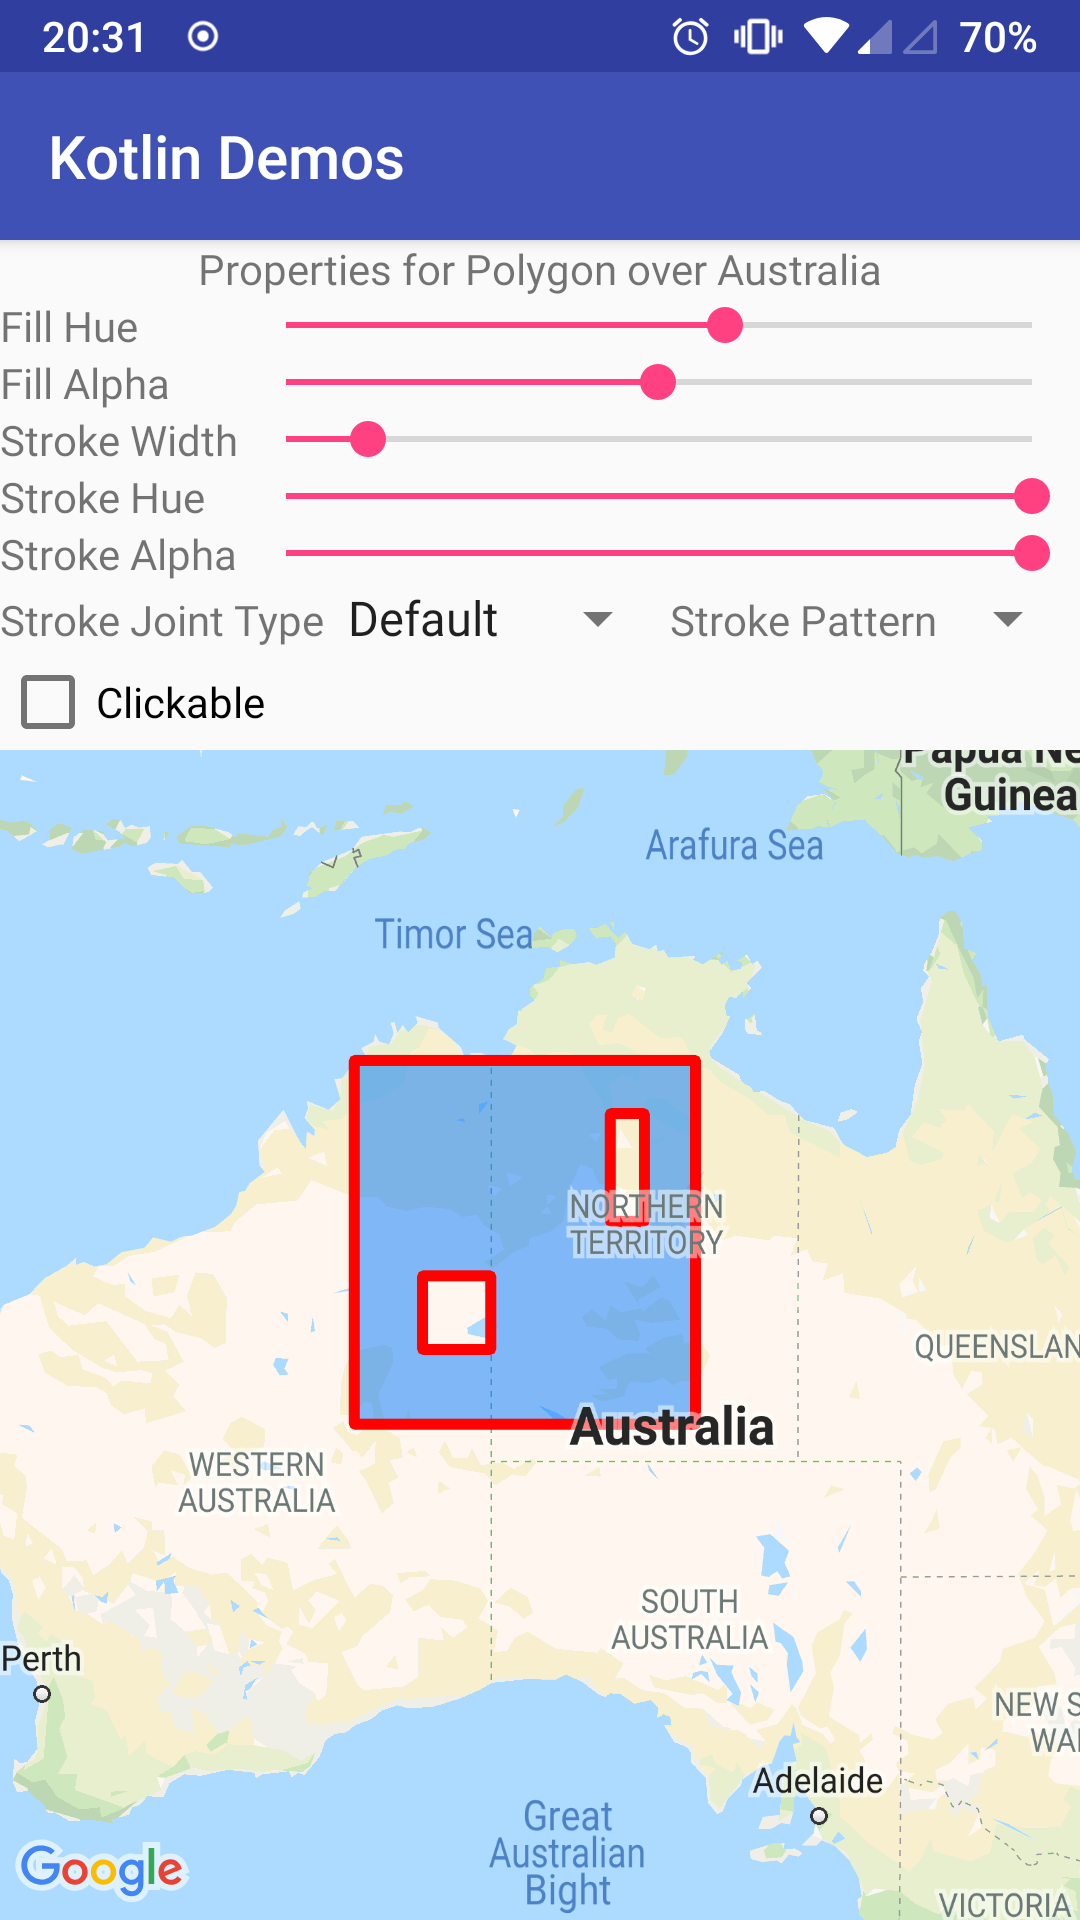 20:31 70%
Kotlin Demos
Properties for Polygon over Australia
Fill Hue
Fill Alpha
Stroke Width
Stroke Hue
Stroke Alpha
Stroke Joint Type Default Stroke Pattern
Clickable
Papua Ne
Guinea
Arafura Sea
Timor Sea
NORTHERN
TERRITORY
QUEENSLAN
Australia
WESTERN
AUSTRALIA
SOUTH
AUSTRALIA
Perth
NEW S
WAL
Adelaide
Great
Australian
Bight
Google
VICTORIA